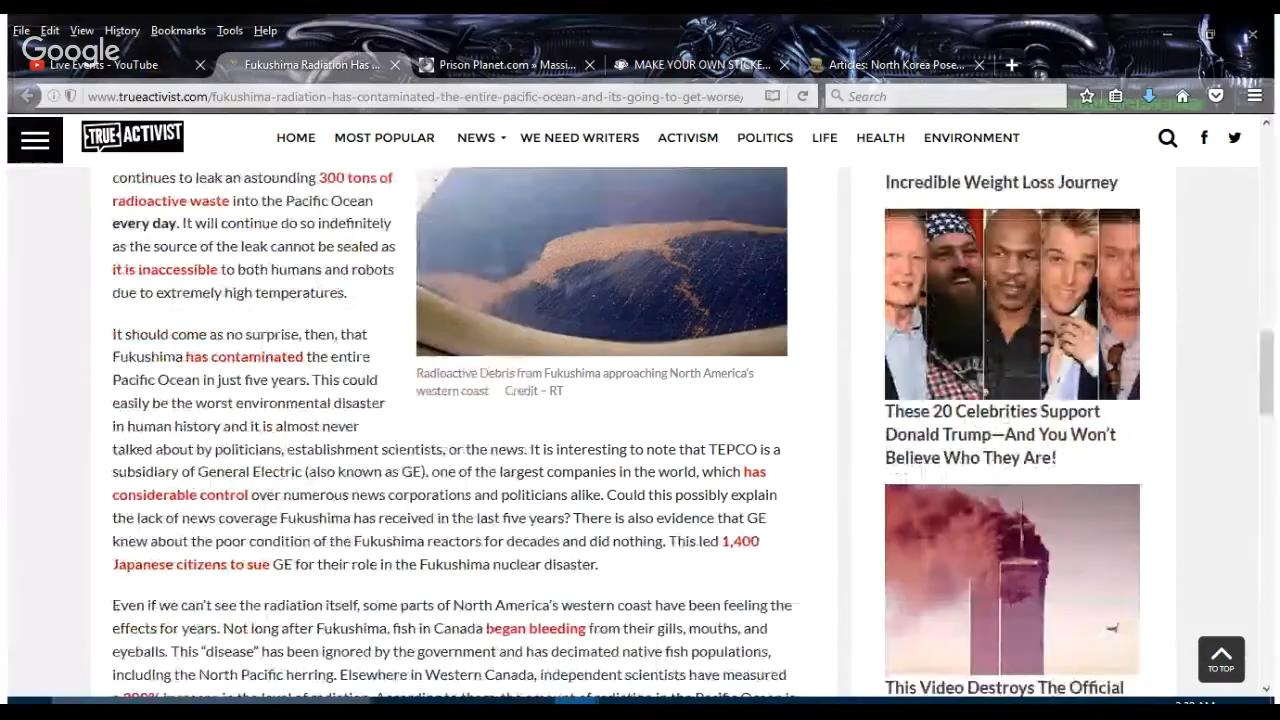 File Edit View History Bookmarks Tools Help
Google
Live Events - YouTube
Fukushima Radiation Has ...
Prison Planet.com » Massi...
MAKE YOUR OWN STICKE...
Articles: North Korea Pose...
www.trueactivist.com/fukushima-radiation-has-contaminated-the-entire-pacific-ocean-and-its-going-to-get-worse/
Search
TRUE ACTIVIST
HOME MOST POPULAR NEWS WE NEED WRITERS ACTIVISM POLITICS LIFE HEALTH ENVIRONMENT
continues to leak an astounding 300 tons of
radioactive waste into the Pacific Ocean
every day. It will continue do so indefinitely
as the source of the leak cannot be sealed as
it is inaccessible to both humans and robots
due to extremely high temperatures.
It should come as no surprise, then, that
Fukushima has contaminated the entire
Pacific Ocean in just five years. This could
easily be the worst environmental disaster
in human history and it is almost never
talked about by politicians, establishment scientists, or the news. It is interesting to note that TEPCO is a
subsidiary of General Electric (also known as GE), one of the largest companies in the world, which has
considerable control over numerous news corporations and politicians alike. Could this possibly explain
the lack of news coverage Fukushima has received in the last five years? There is also evidence that GE
knew about the poor condition of the Fukushima reactors for decades and did nothing. This led 1,400
Japanese citizens to sue GE for their role in the Fukushima nuclear disaster.
Even if we can't see the radiation itself, some parts of North America's western coast have been feeling the
effects for years. Not long after Fukushima, fish in Canada began bleeding from their gills, mouths, and
eyeballs. This "disease" has been ignored by the government and has decimated native fish populations,
including the North Pacific herring. Elsewhere in Western Canada, independent scientists have measured
Radioactive Debris from Fukushima approaching North America's
western coast Credit – RT
Incredible Weight Loss Journey
These 20 Celebrities Support
Donald Trump—And You Won't
Believe Who They Are!
This Video Destroys The Official
TO TOP